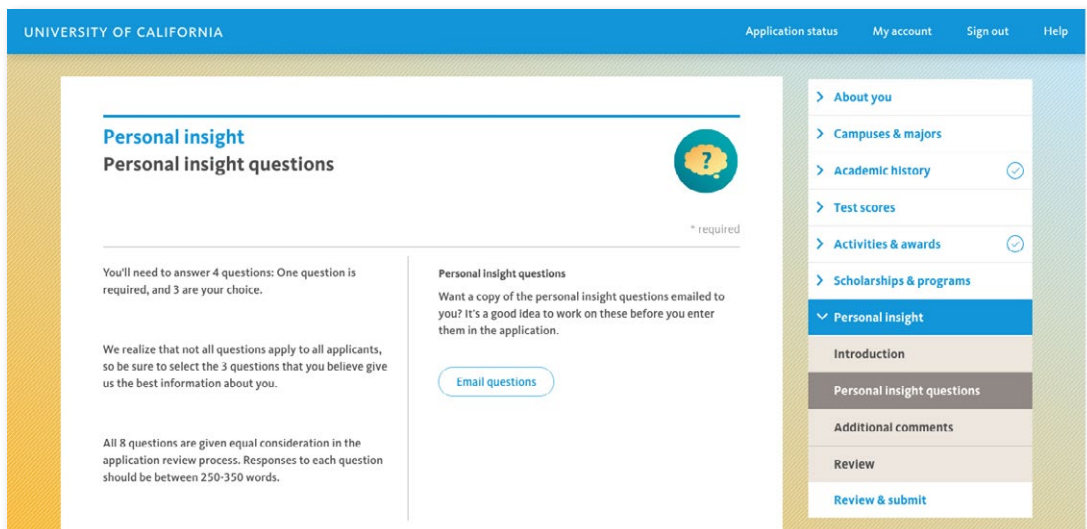 UNIVERSITY OF CALIFORNIA
Application status
My account
Sign out
Help
Personal insight
Personal insight questions
?
* required
You'll need to answer 4 questions: One question is
required, and 3 are your choice.
We realize that not all questions apply to all applicants,
so be sure to select the 3 questions that you believe give
us the best information about you.
All 8 questions are given equal consideration in the
application review process. Responses to each question
should be between 250-350 words.
Personal insight questions
Want a copy of the personal insight questions emailed to
you? It's a good idea to work on these before you enter
them in the application.
Email questions
About you
Campuses & majors
Academic history
Test scores
Activities & awards
Scholarships & programs
Personal insight
Introduction
Personal insight questions
Additional comments
Review
Review & submit